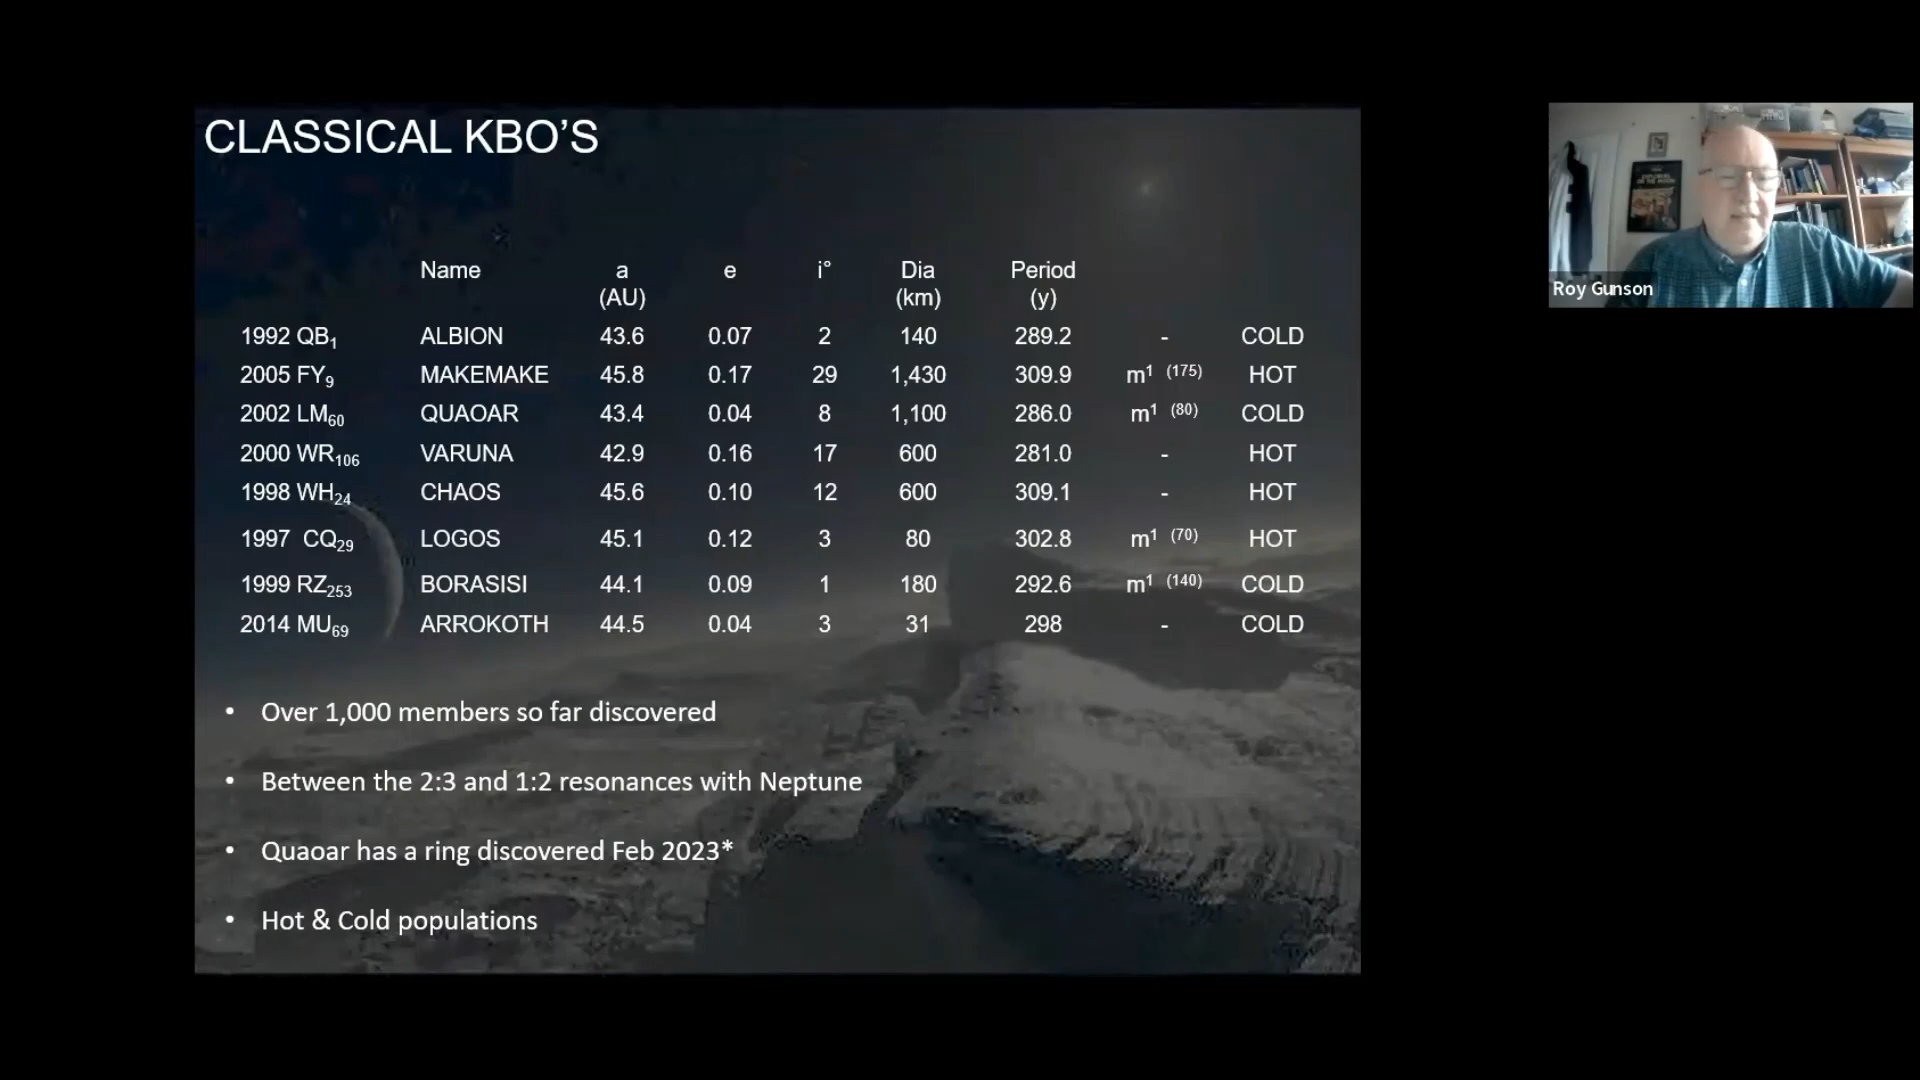 CLASSICAL KBO’S
Name a e i° Dia Period
(AU) (km) (y)
1992 QB1 ALBION 43.6 0.07 2 140 289.2 - COLD
2005 FY9 MAKEMAKE 45.8 0.17 29 1,430 309.9 m1 (175) HOT
2002 LM60 QUAOAR 43.4 0.04 8 1,100 286.0 m1 (80) COLD
2000 WR106 VARUNA 42.9 0.16 17 600 281.0 - HOT
1998 WH24 CHAOS 45.6 0.10 12 600 309.1 - HOT
1997 CQ29 LOGOS 45.1 0.12 3 80 302.8 m1 (70) HOT
1999 RZ253 BORASISI 44.1 0.09 1 180 292.6 m1 (140) COLD
2014 MU69 ARROKOTH 44.5 0.04 3 31 298 - COLD
• Over 1,000 members so far discovered
• Between the 2:3 and 1:2 resonances with Neptune
• Quaoar has a ring discovered Feb 2023*
• Hot & Cold populations
Roy Gunson